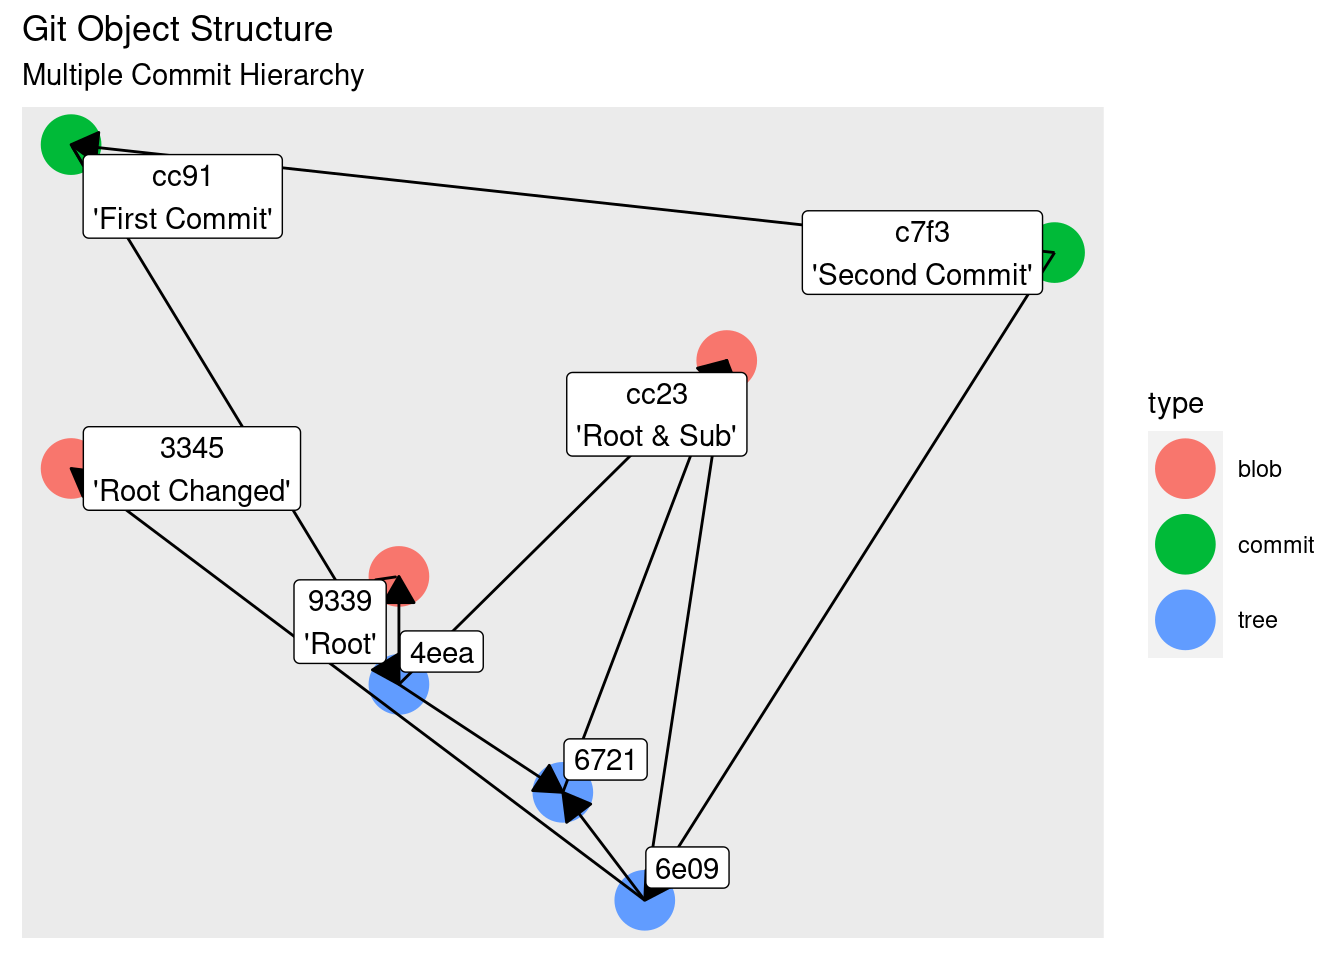 Git Object Structure
Multiple Commit Hierarchy
cc91
'First Commit'
c7f3
'Second Commit'
cc23
'Root & Sub'
3345
'Root Changed'
9339
'Root'
4eea
6721
6e09
type
blob
commit
tree